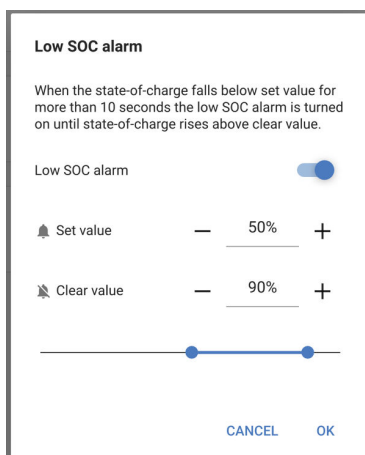 Low SOC alarm
When the state-of-charge falls below set value for
more than 10 seconds the low SOC alarm is turned
on until state-of-charge rises above clear value.
Low SOC alarm
Set value — 50% +
Clear value — 90% +
CANCEL OK